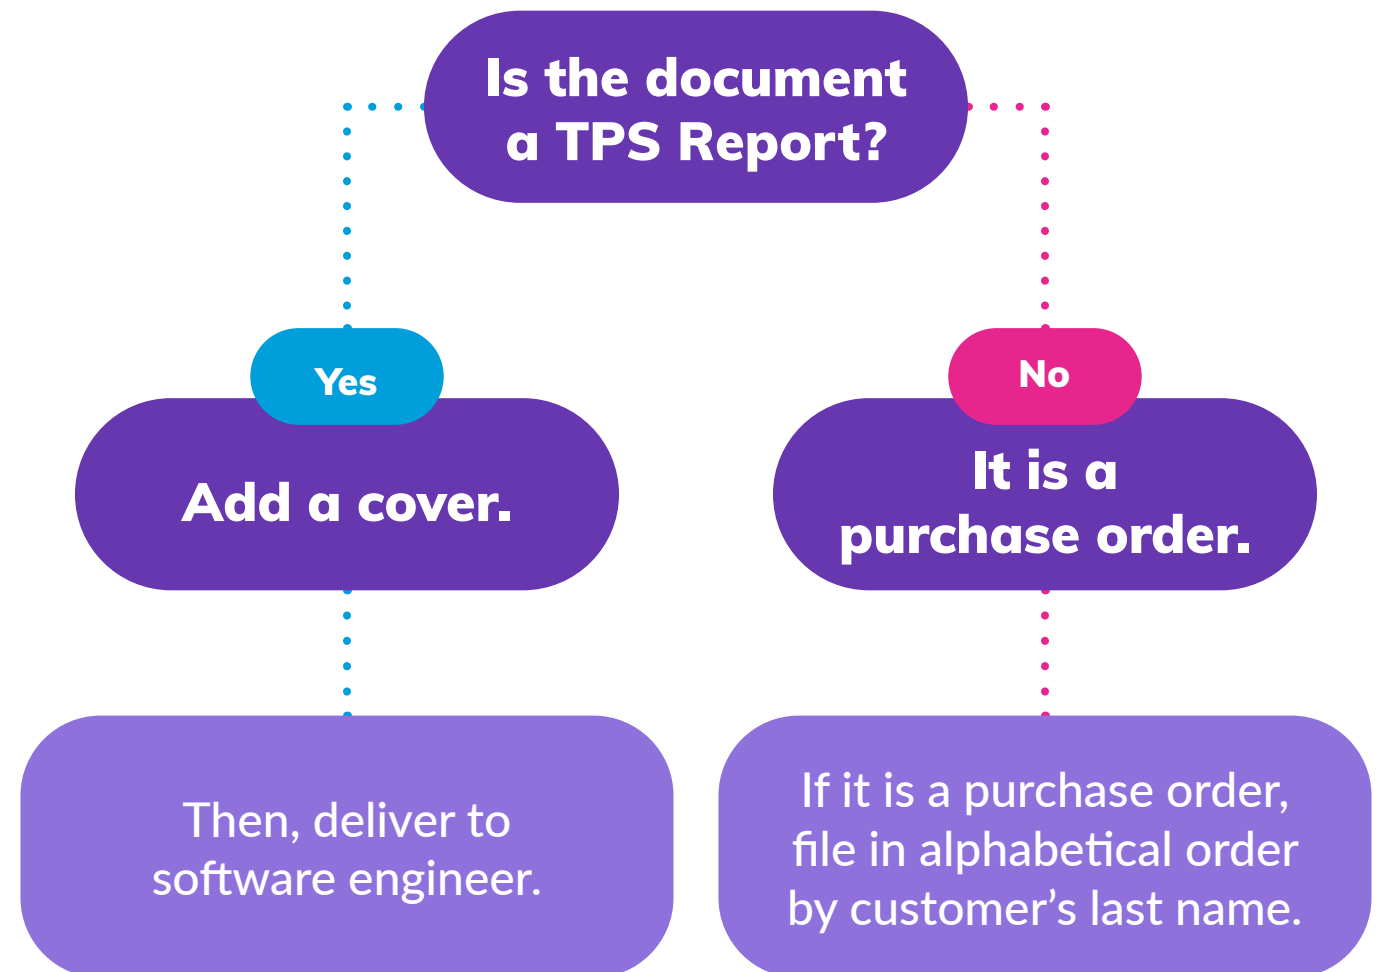 Is the document
a TPS Report?
Yes
No
Add a cover.
It is a
purchase order.
Then, deliver to
software engineer.
If it is a purchase order,
file in alphabetical order
by customer’s last name.